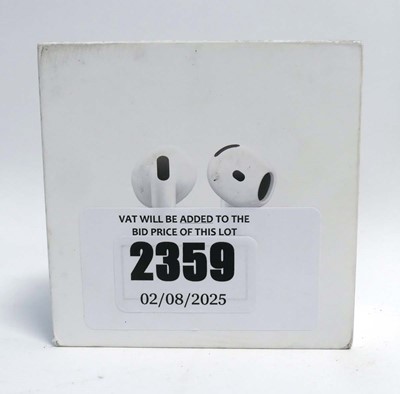 VAT WILL BE ADDED TO THE
BID PRICE OF THIS LOT
2359
02/08/2025